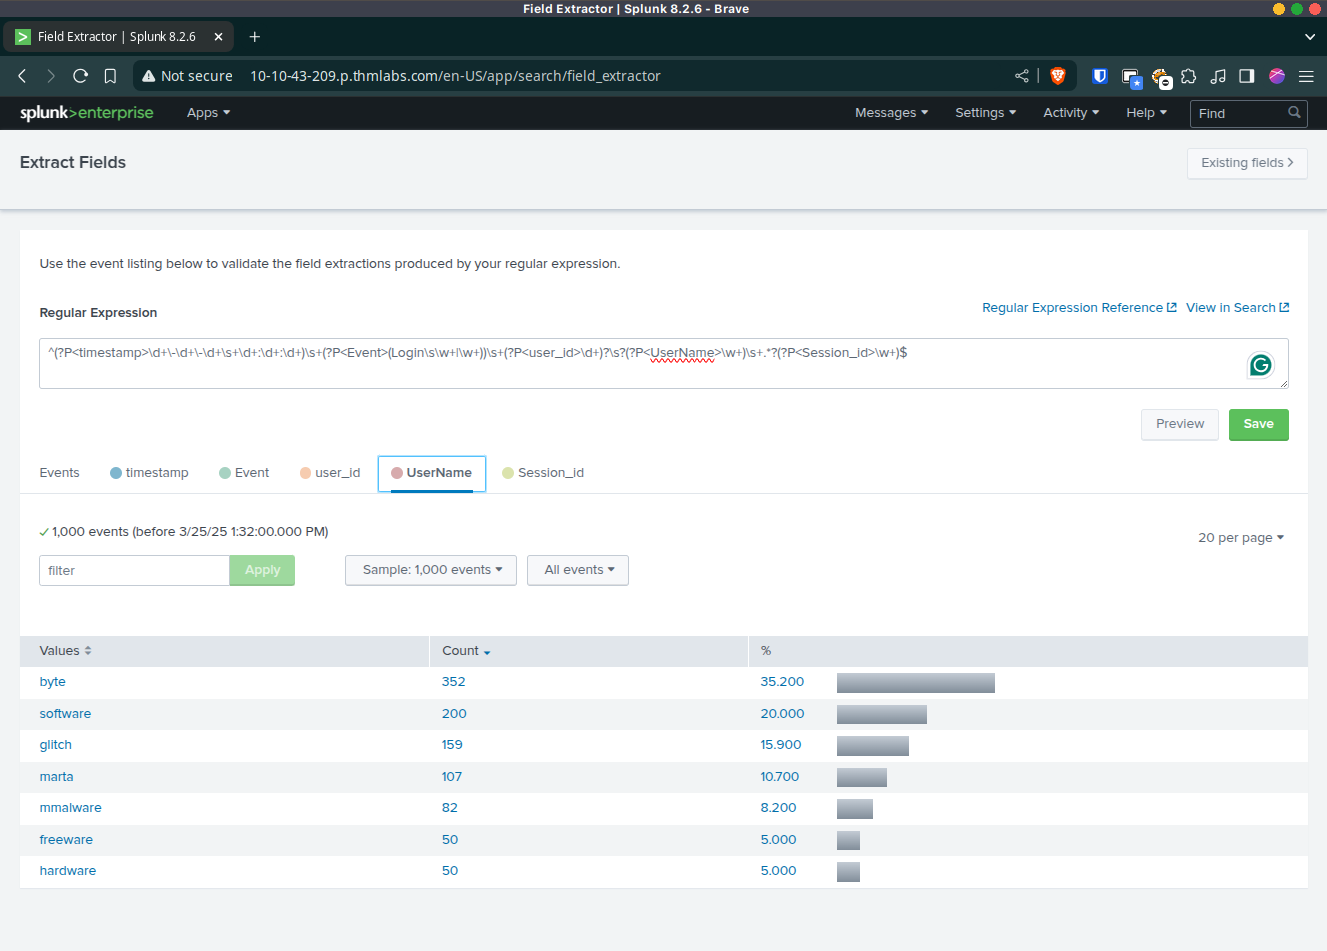 Field Extractor | Splunk 8.2.6 - Brave
Field Extractor | Splunk 8.2.6
Not secure 10-10-43-209.p.thmlabs.com/en-US/app/search/field_extractor
splunk>enterprise Apps Messages Settings Activity Help Find
Extract Fields Existing fields
Use the event listing below to validate the field extractions produced by your regular expression.
Regular Expression Regular Expression Reference View in Search
^(?P<timestamp>\d+\-\d+\-\d+\s+\d+:\d+:\d+)\s+(?P<Event>(Login\s\w+|\w+))\s+(?P<user_id>\d+)?\s?(?P<UserName>\w+)\s+.*?(?P<Session_id>\w+)$
Preview Save
Events timestamp Event user_id UserName Session_id
1,000 events (before 3/25/25 1:32:00.000 PM)
20 per page
filter Apply Sample: 1,000 events All events
Values Count %
byte 352 35.200
software 200 20.000
glitch 159 15.900
marta 107 10.700
mmalware 82 8.200
freeware 50 5.000
hardware 50 5.000